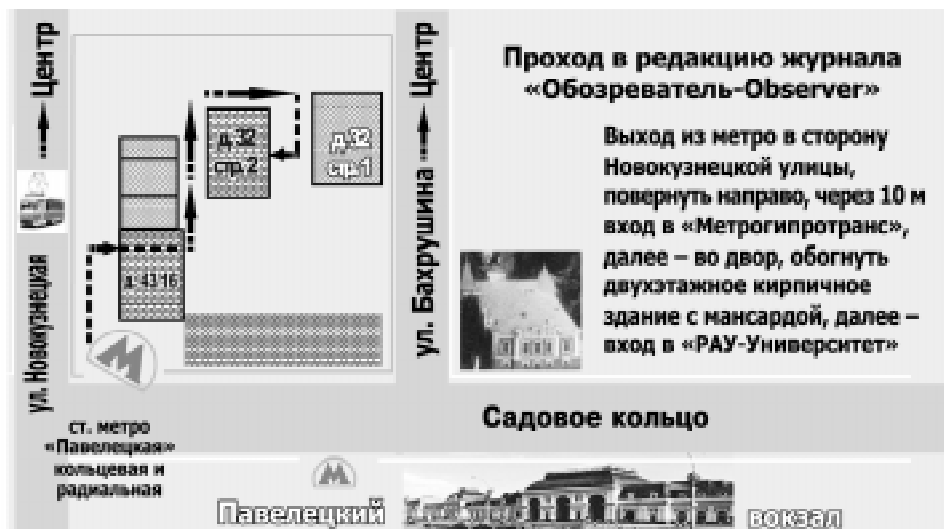 Центр
ул. Новокузнецкая
Центр
ул. Бахрушина
д.32
стр.2
д.32
стр.1
д. 43/16
М
ст. метро
«Павелецкая»
кольцевая и
радиальная
Проход в редакцию журнала
«Обозреватель-Observer»
Выход из метро в сторону
Новокузнецкой улицы,
повернуть направо, через 10 м
вход в «Метрогипротранс»,
далее – во двор, обогнуть
двухэтажное кирпичное
здание с мансардой, далее –
вход в «РАУ-Университет»
Садовое кольцо
М
Павелецкий вокзал